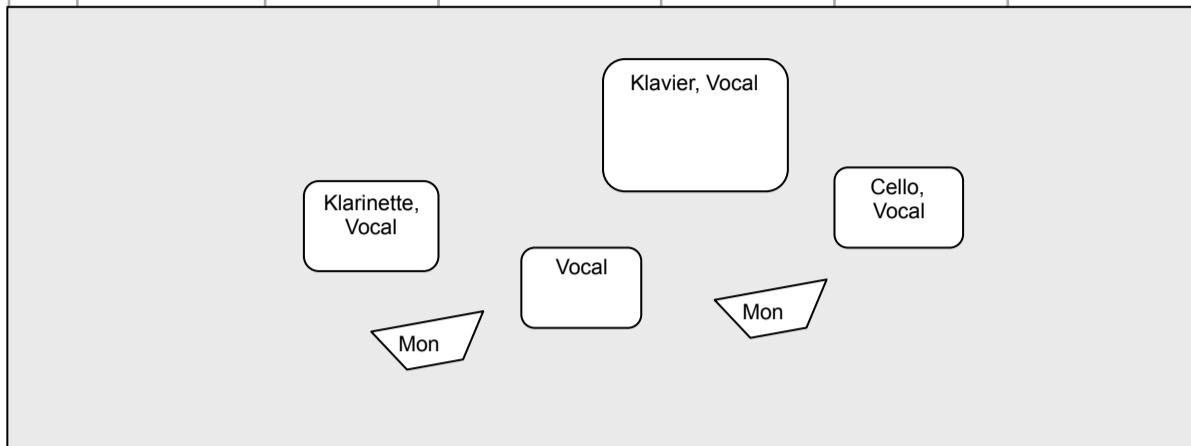 Klavier, Vocal
Cello,
Vocal
Klarinette,
Vocal
Vocal
Mon
Mon